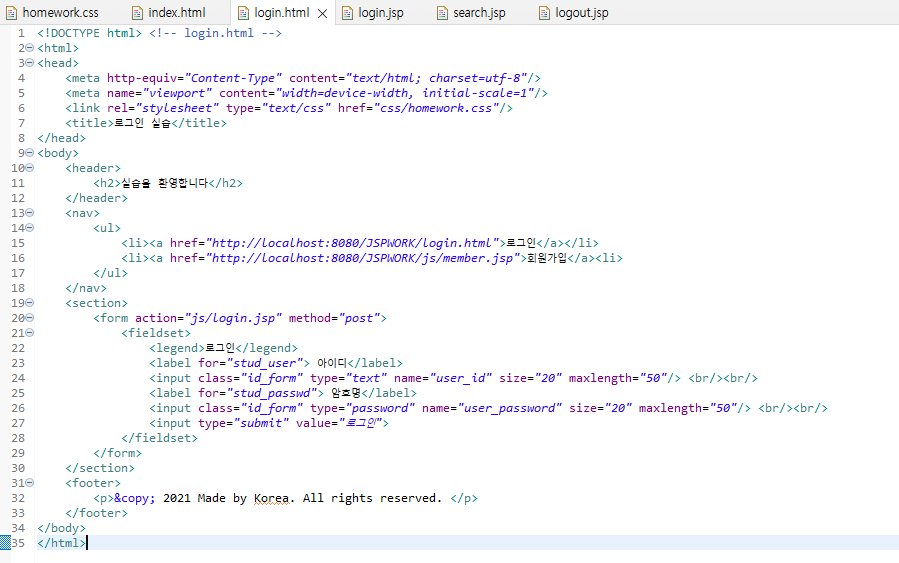 homework.css index.html login.html login.jsp search.jsp logout.jsp
1 <!DOCTYPE html> <!-- login.html -->
2 <html>
3 <head>
4 <meta http-equiv="Content-Type" content="text/html; charset=utf-8"/>
5 <meta name="viewport" content="width=device-width, initial-scale=1"/>
6 <link rel="stylesheet" type="text/css" href="css/homework.css"/>
7 <title>로그인 실습</title>
8 </head>
9 <body>
10 <header>
11 <h2>실습을 환영합니다</h2>
12 </header>
13 <nav>
14 <ul>
15 <li><a href="http://localhost:8080/JSPWORK/login.html">로그인</a></li>
16 <li><a href="http://localhost:8080/JSPWORK/js/member.jsp">회원가입</a><li>
17 </ul>
18 </nav>
19 <section>
20 <form action="js/login.jsp" method="post">
21 <fieldset>
22 <legend>로그인</legend>
23 <label for="stud_user"> 아이디</label>
24 <input class="id_form" type="text" name="user_id" size="20" maxlength="50"/> <br/><br/>
25 <label for="stud_passwd"> 암호명</label>
26 <input class="id_form" type="password" name="user_password" size="20" maxlength="50"/> <br/><br/>
27 <input type="submit" value="로그인">
28 </fieldset>
29 </form>
30 </section>
31 <footer>
32 <p>&copy; 2021 Made by Korea. All rights reserved. </p>
33 </footer>
34 </body>
35 </html>